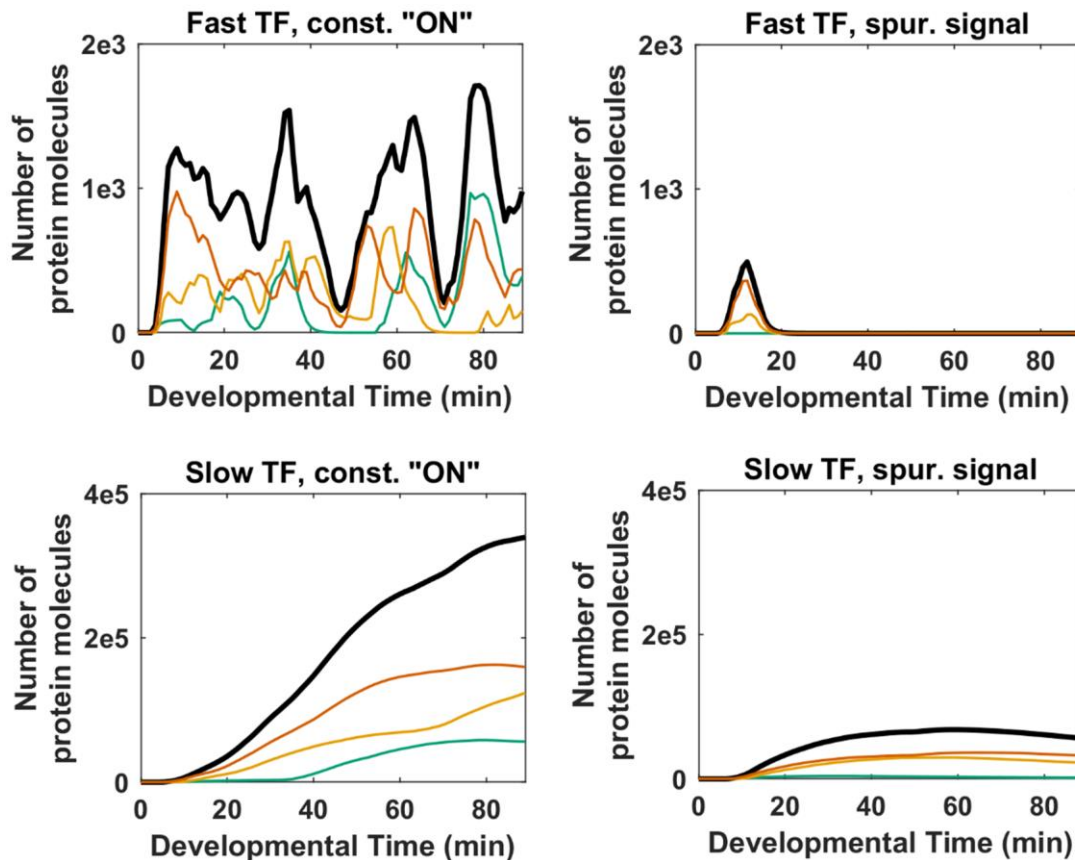 Fast TF, const. "ON"
Number of
protein molecules
2e3
1e3
0
0 20 40 60 80
Developmental Time (min)
Fast TF, spur. signal
Number of
protein molecules
2e3
1e3
0
0 20 40 60 80
Developmental Time (min)
Slow TF, const. "ON"
Number of
protein molecules
4e5
2e5
0
0 20 40 60 80
Developmental Time (min)
Slow TF, spur. signal
Number of
protein molecules
4e5
2e5
0
0 20 40 60 80
Developmental Time (min)